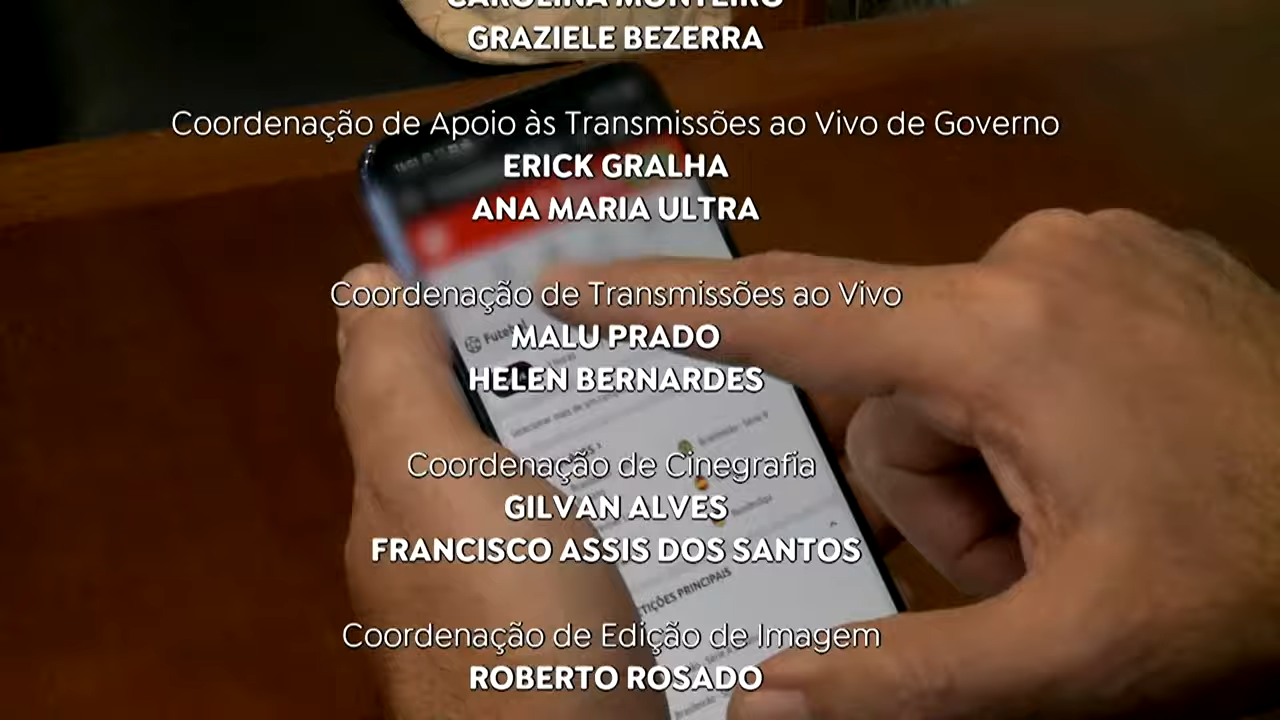 CAROLINA MONTEIRO
GRAZIELE BEZERRA
Coordenação de Apoio às Transmissões ao Vivo de Governo
ERICK GRALHA
ANA MARIA ULTRA
Coordenação de Transmissões ao Vivo
MALU PRADO
HELEN BERNARDES
Coordenação de Cinegrafia
GILVAN ALVES
FRANCISCO ASSIS DOS SANTOS
Coordenação de Edição de Imagem
ROBERTO ROSADO